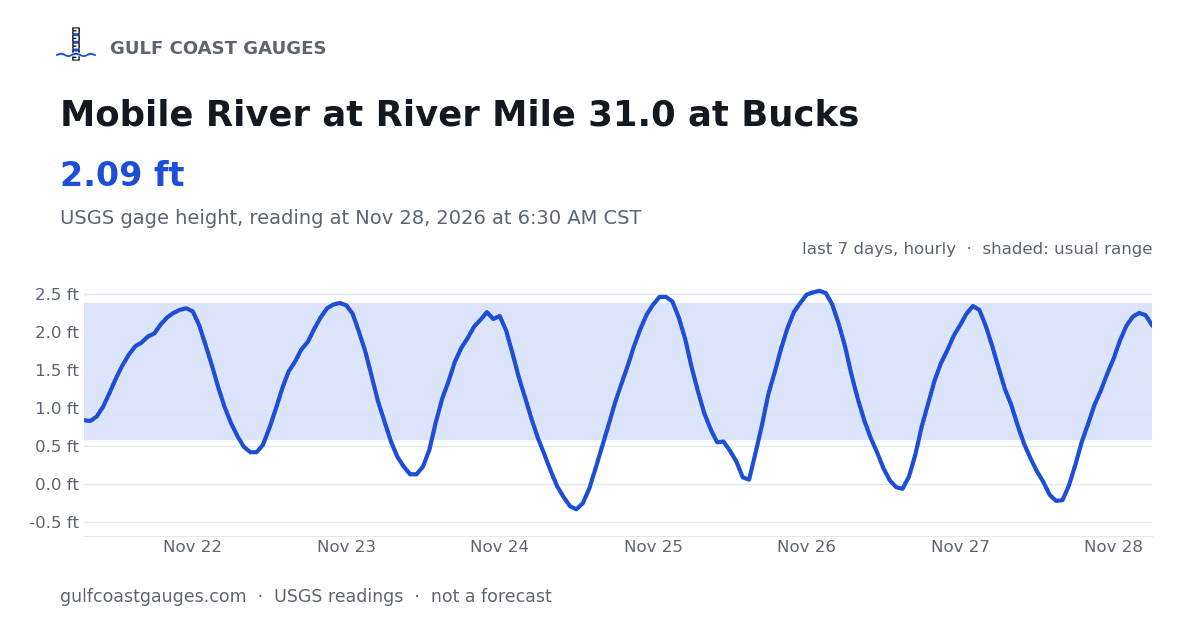 GULF COAST GAUGES
Mobile River at River Mile 31.0 at Bucks
2.09 ft
USGS gage height, reading at Nov 28, 2026 at 6:30 AM CST
last 7 days, hourly · shaded: usual range
2.5 ft
2.0 ft
1.5 ft
1.0 ft
0.5 ft
0.0 ft
-0.5 ft
Nov 22 Nov 23 Nov 24 Nov 25 Nov 26 Nov 27 Nov 28
gulfcoastgauges.com · USGS readings · not a forecast